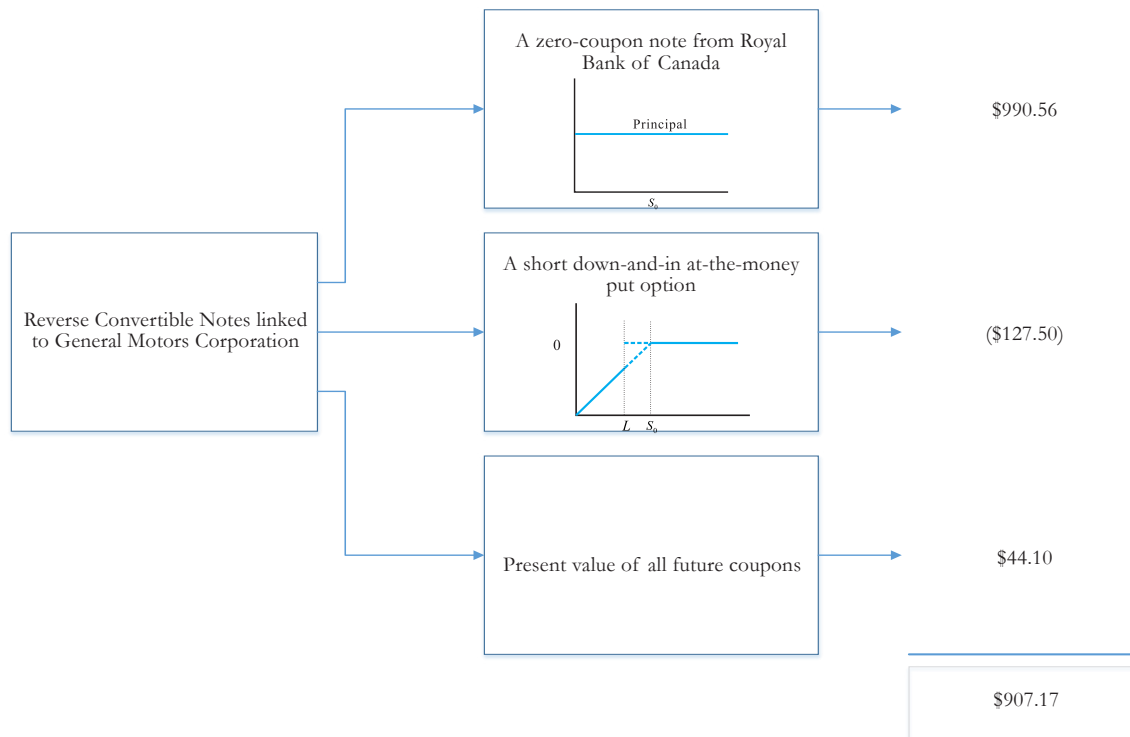 A zero-coupon note from Royal
Bank of Canada
Principal
S₀
$990.56
Reverse Convertible Notes linked
to General Motors Corporation
A short down-and-in at-the-money
put option
0
L S₀
($127.50)
Present value of all future coupons
$44.10
$907.17